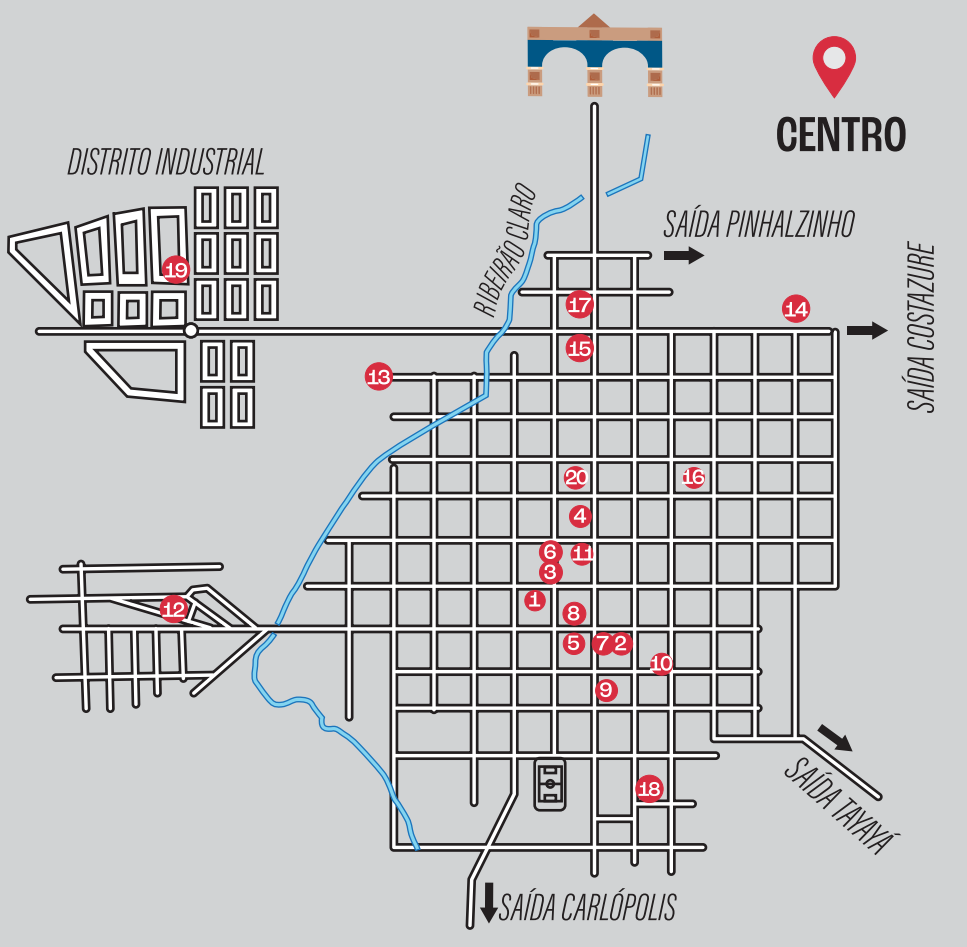 CENTRO
DISTRITO INDUSTRIAL
RIBEIRÃO CLARO
SAÍDA PINHALZINHO
SAÍDA COSTAZURE
19
17
14
15
13
20
16
4
6
11
3
1
12
8
5
7
2
10
9
18
SAÍDA TAYAYÁ
SAÍDA CARLÓPOLIS